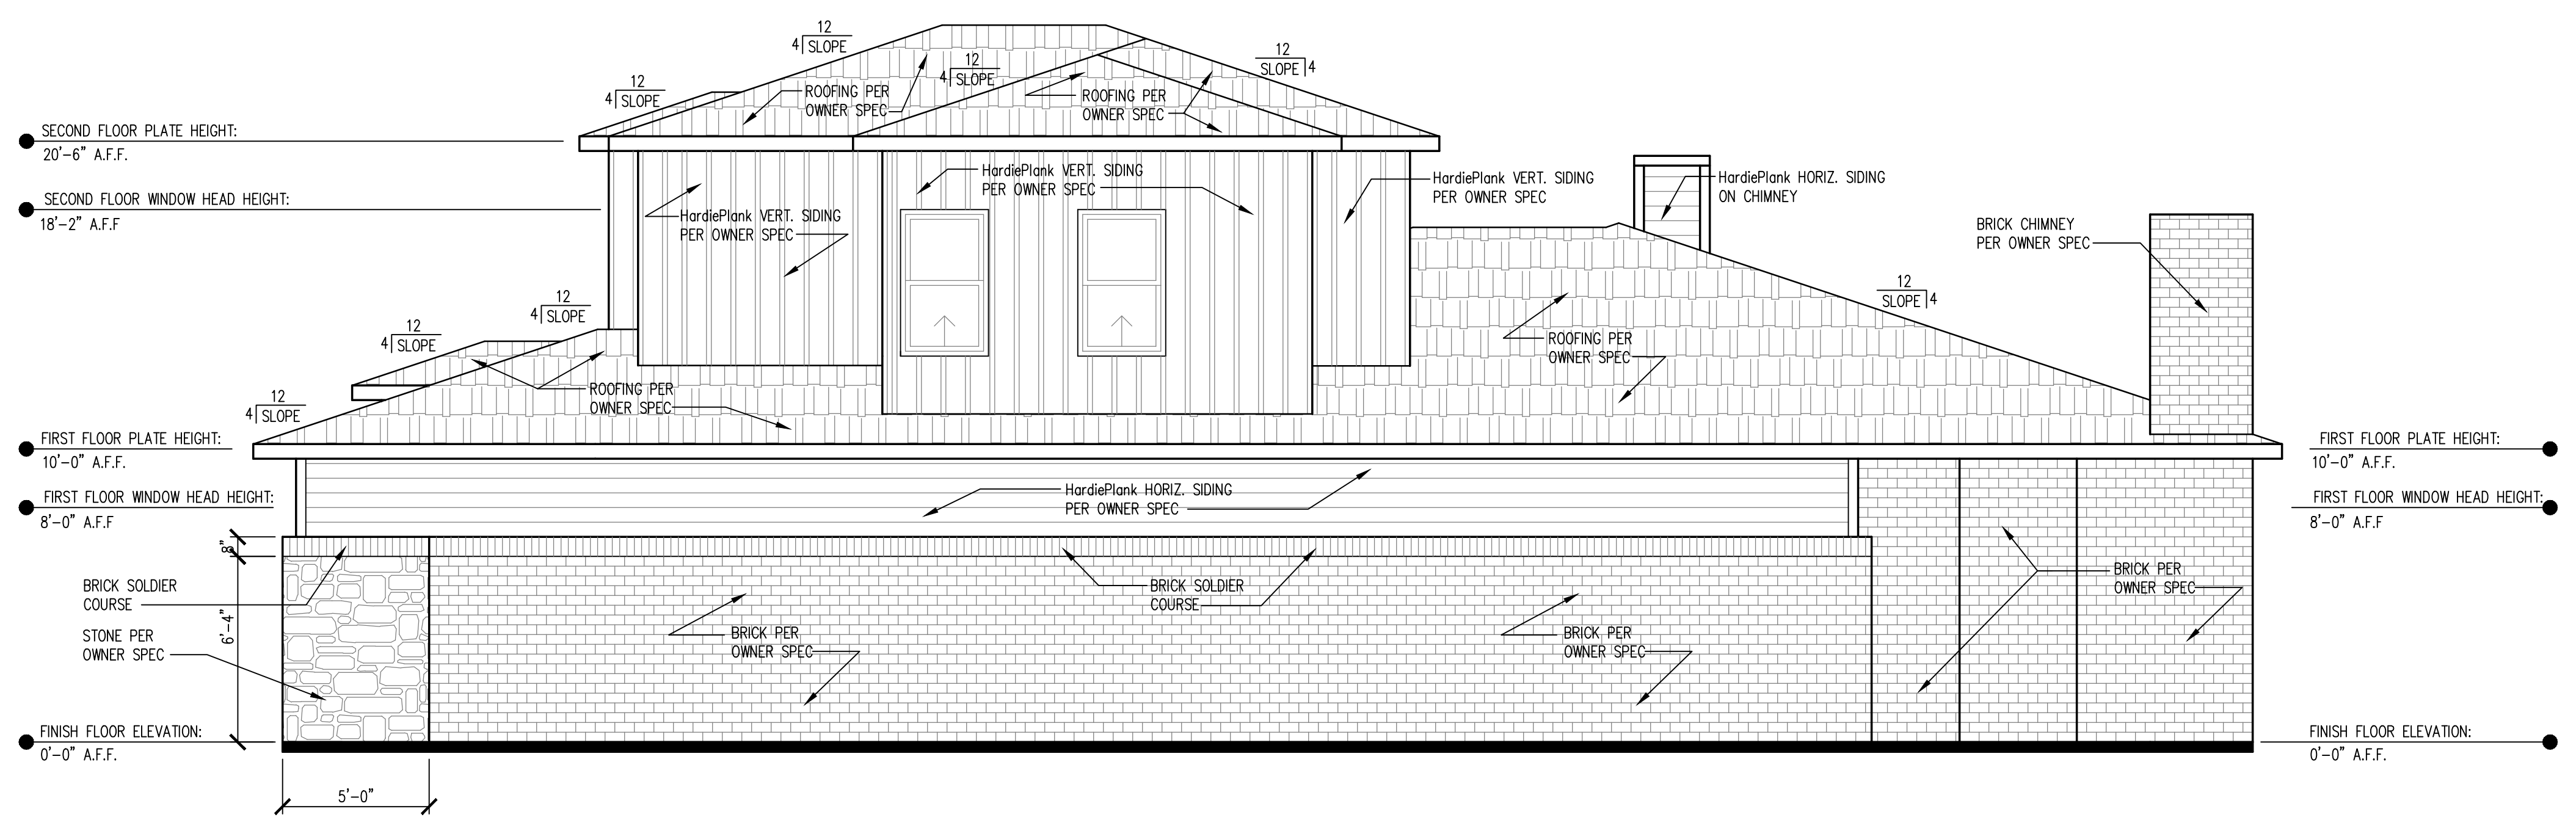 12
4 SLOPE
12
4 SLOPE
12
SLOPE 4
12
4 SLOPE
ROOFING PER
OWNER SPEC
ROOFING PER
OWNER SPEC
SECOND FLOOR PLATE HEIGHT:
20'-6" A.F.F.
SECOND FLOOR WINDOW HEAD HEIGHT:
18'-2" A.F.F
HardiePlank VERT. SIDING
PER OWNER SPEC
HardiePlank VERT. SIDING
PER OWNER SPEC
HardiePlank VERT. SIDING
PER OWNER SPEC
HardiePlank HORIZ. SIDING
ON CHIMNEY
BRICK CHIMNEY
PER OWNER SPEC
12
4 SLOPE
12
4 SLOPE
12
SLOPE 4
ROOFING PER
OWNER SPEC
12
4 SLOPE
ROOFING PER
OWNER SPEC
FIRST FLOOR PLATE HEIGHT:
10'-0" A.F.F.
FIRST FLOOR PLATE HEIGHT:
10'-0" A.F.F.
FIRST FLOOR WINDOW HEAD HEIGHT:
8'-0" A.F.F
HardiePlank HORIZ. SIDING
PER OWNER SPEC
FIRST FLOOR WINDOW HEAD HEIGHT:
8'-0" A.F.F
8"
BRICK SOLDIER
COURSE
BRICK SOLDIER
COURSE
BRICK PER
OWNER SPEC
6'-4"
STONE PER
OWNER SPEC
BRICK PER
OWNER SPEC
BRICK PER
OWNER SPEC
FINISH FLOOR ELEVATION:
0'-0" A.F.F.
FINISH FLOOR ELEVATION:
0'-0" A.F.F.
5'-0"